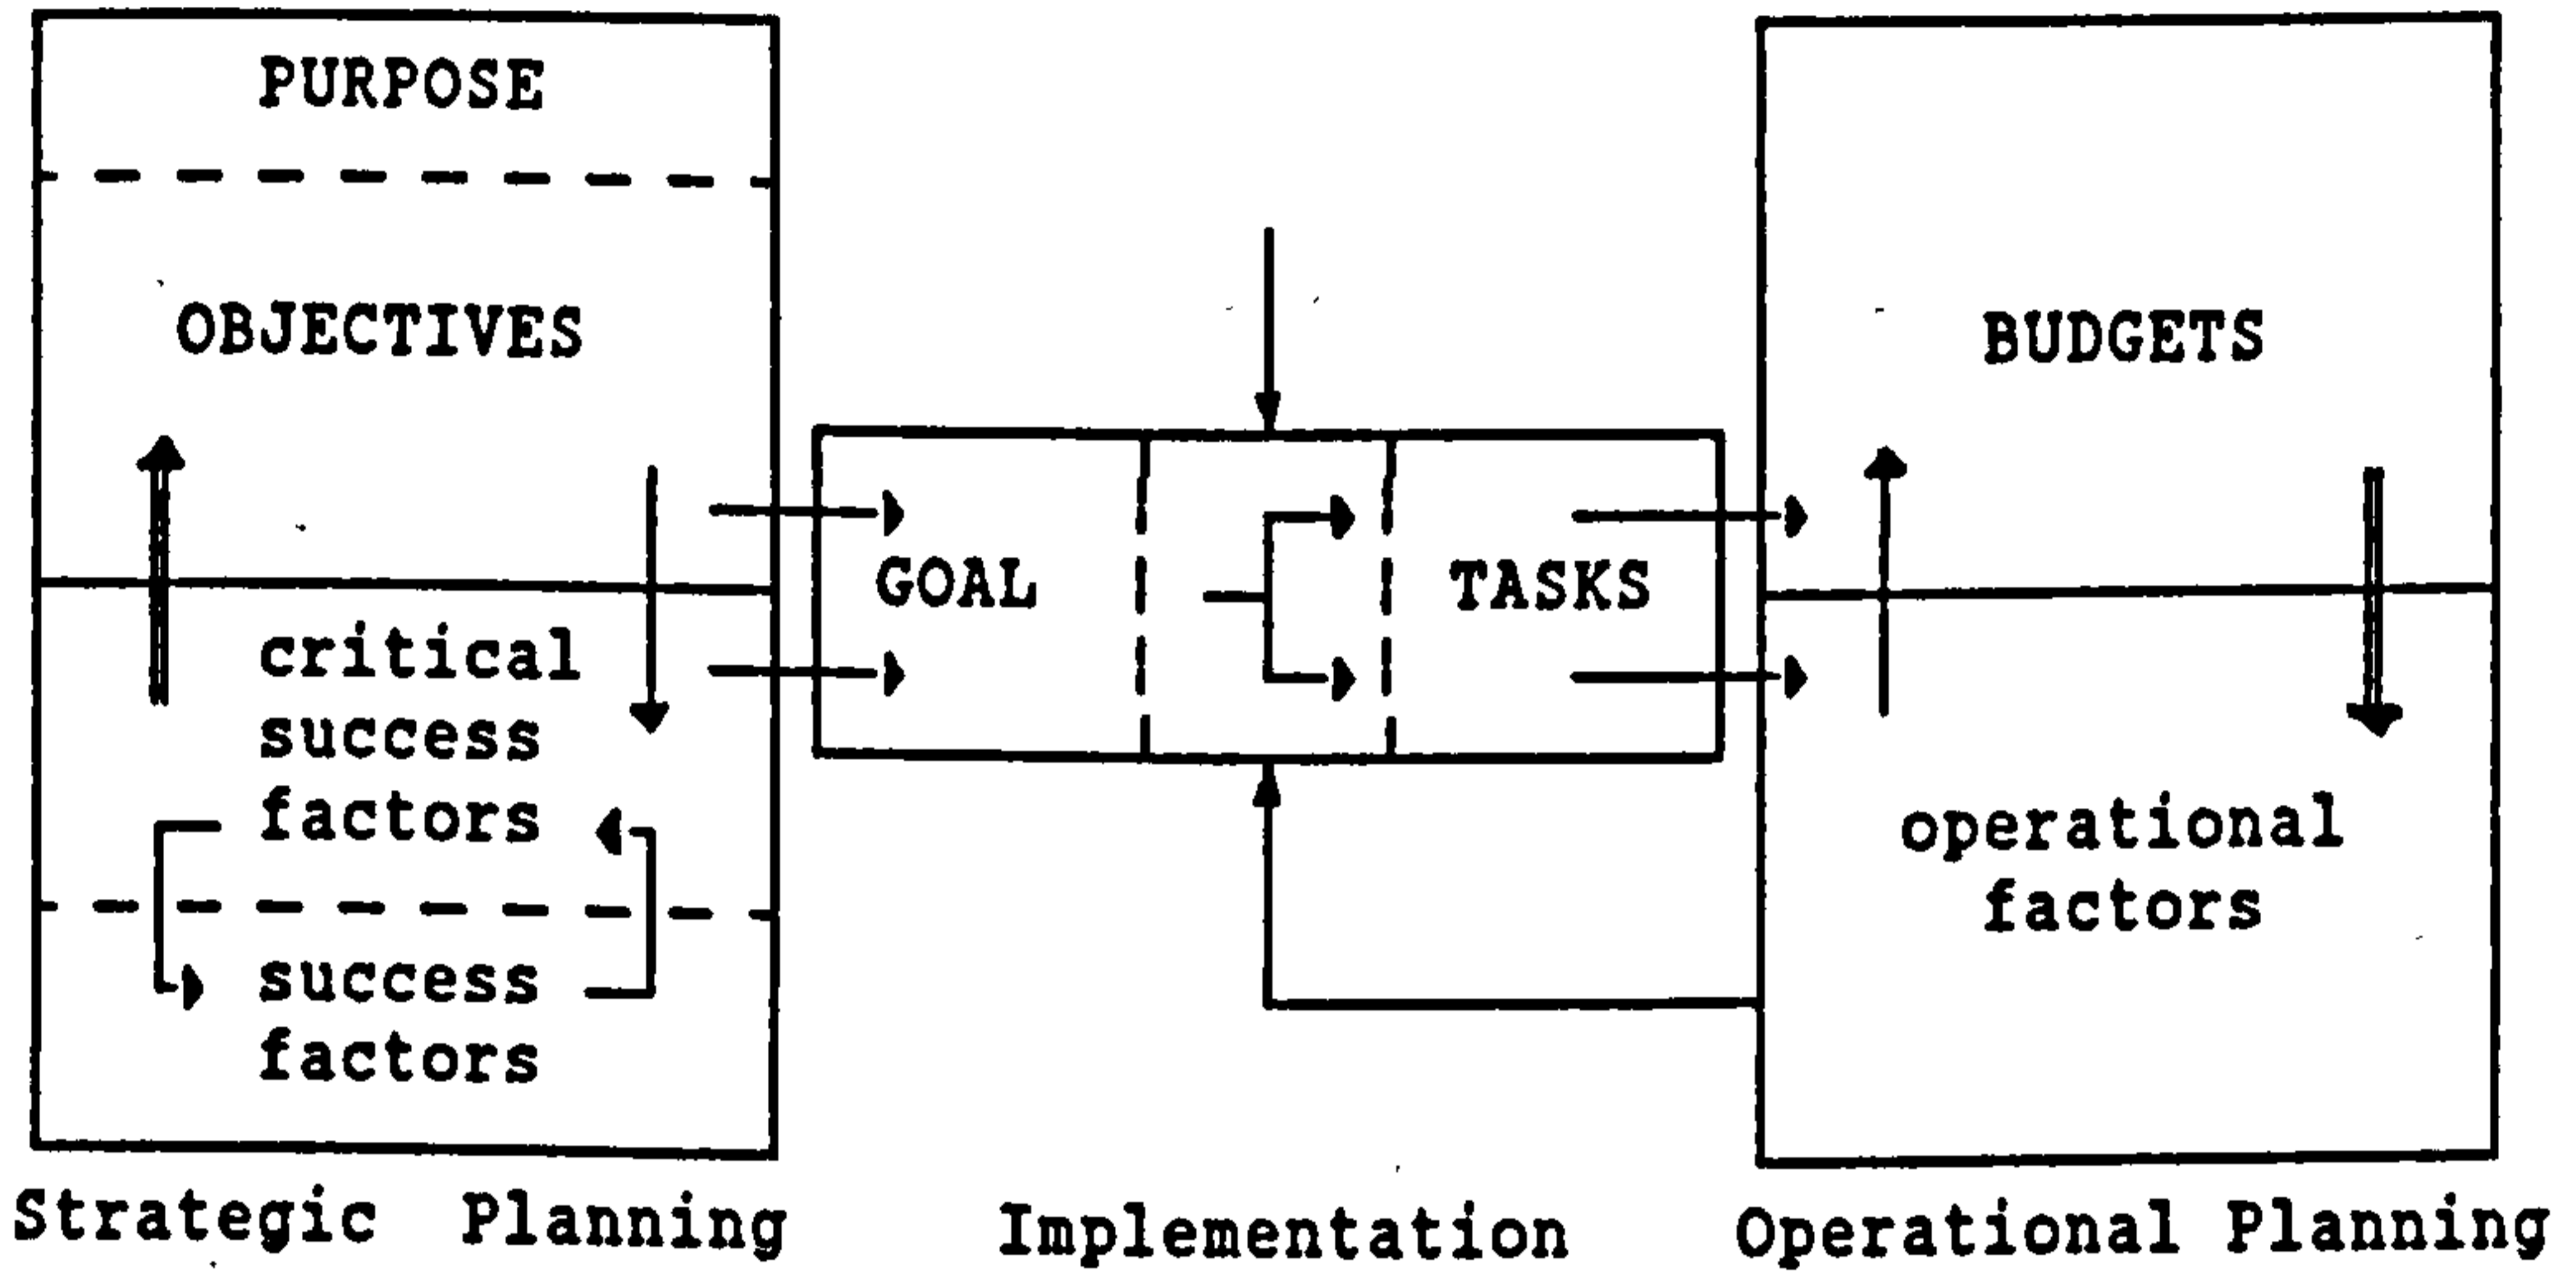 PURPOSE
OBJECTIVES
critical
success
factors
success
factors
Strategic Planning
GOAL
TASKS
Implementation
BUDGETS
operational
factors
Operational Planning